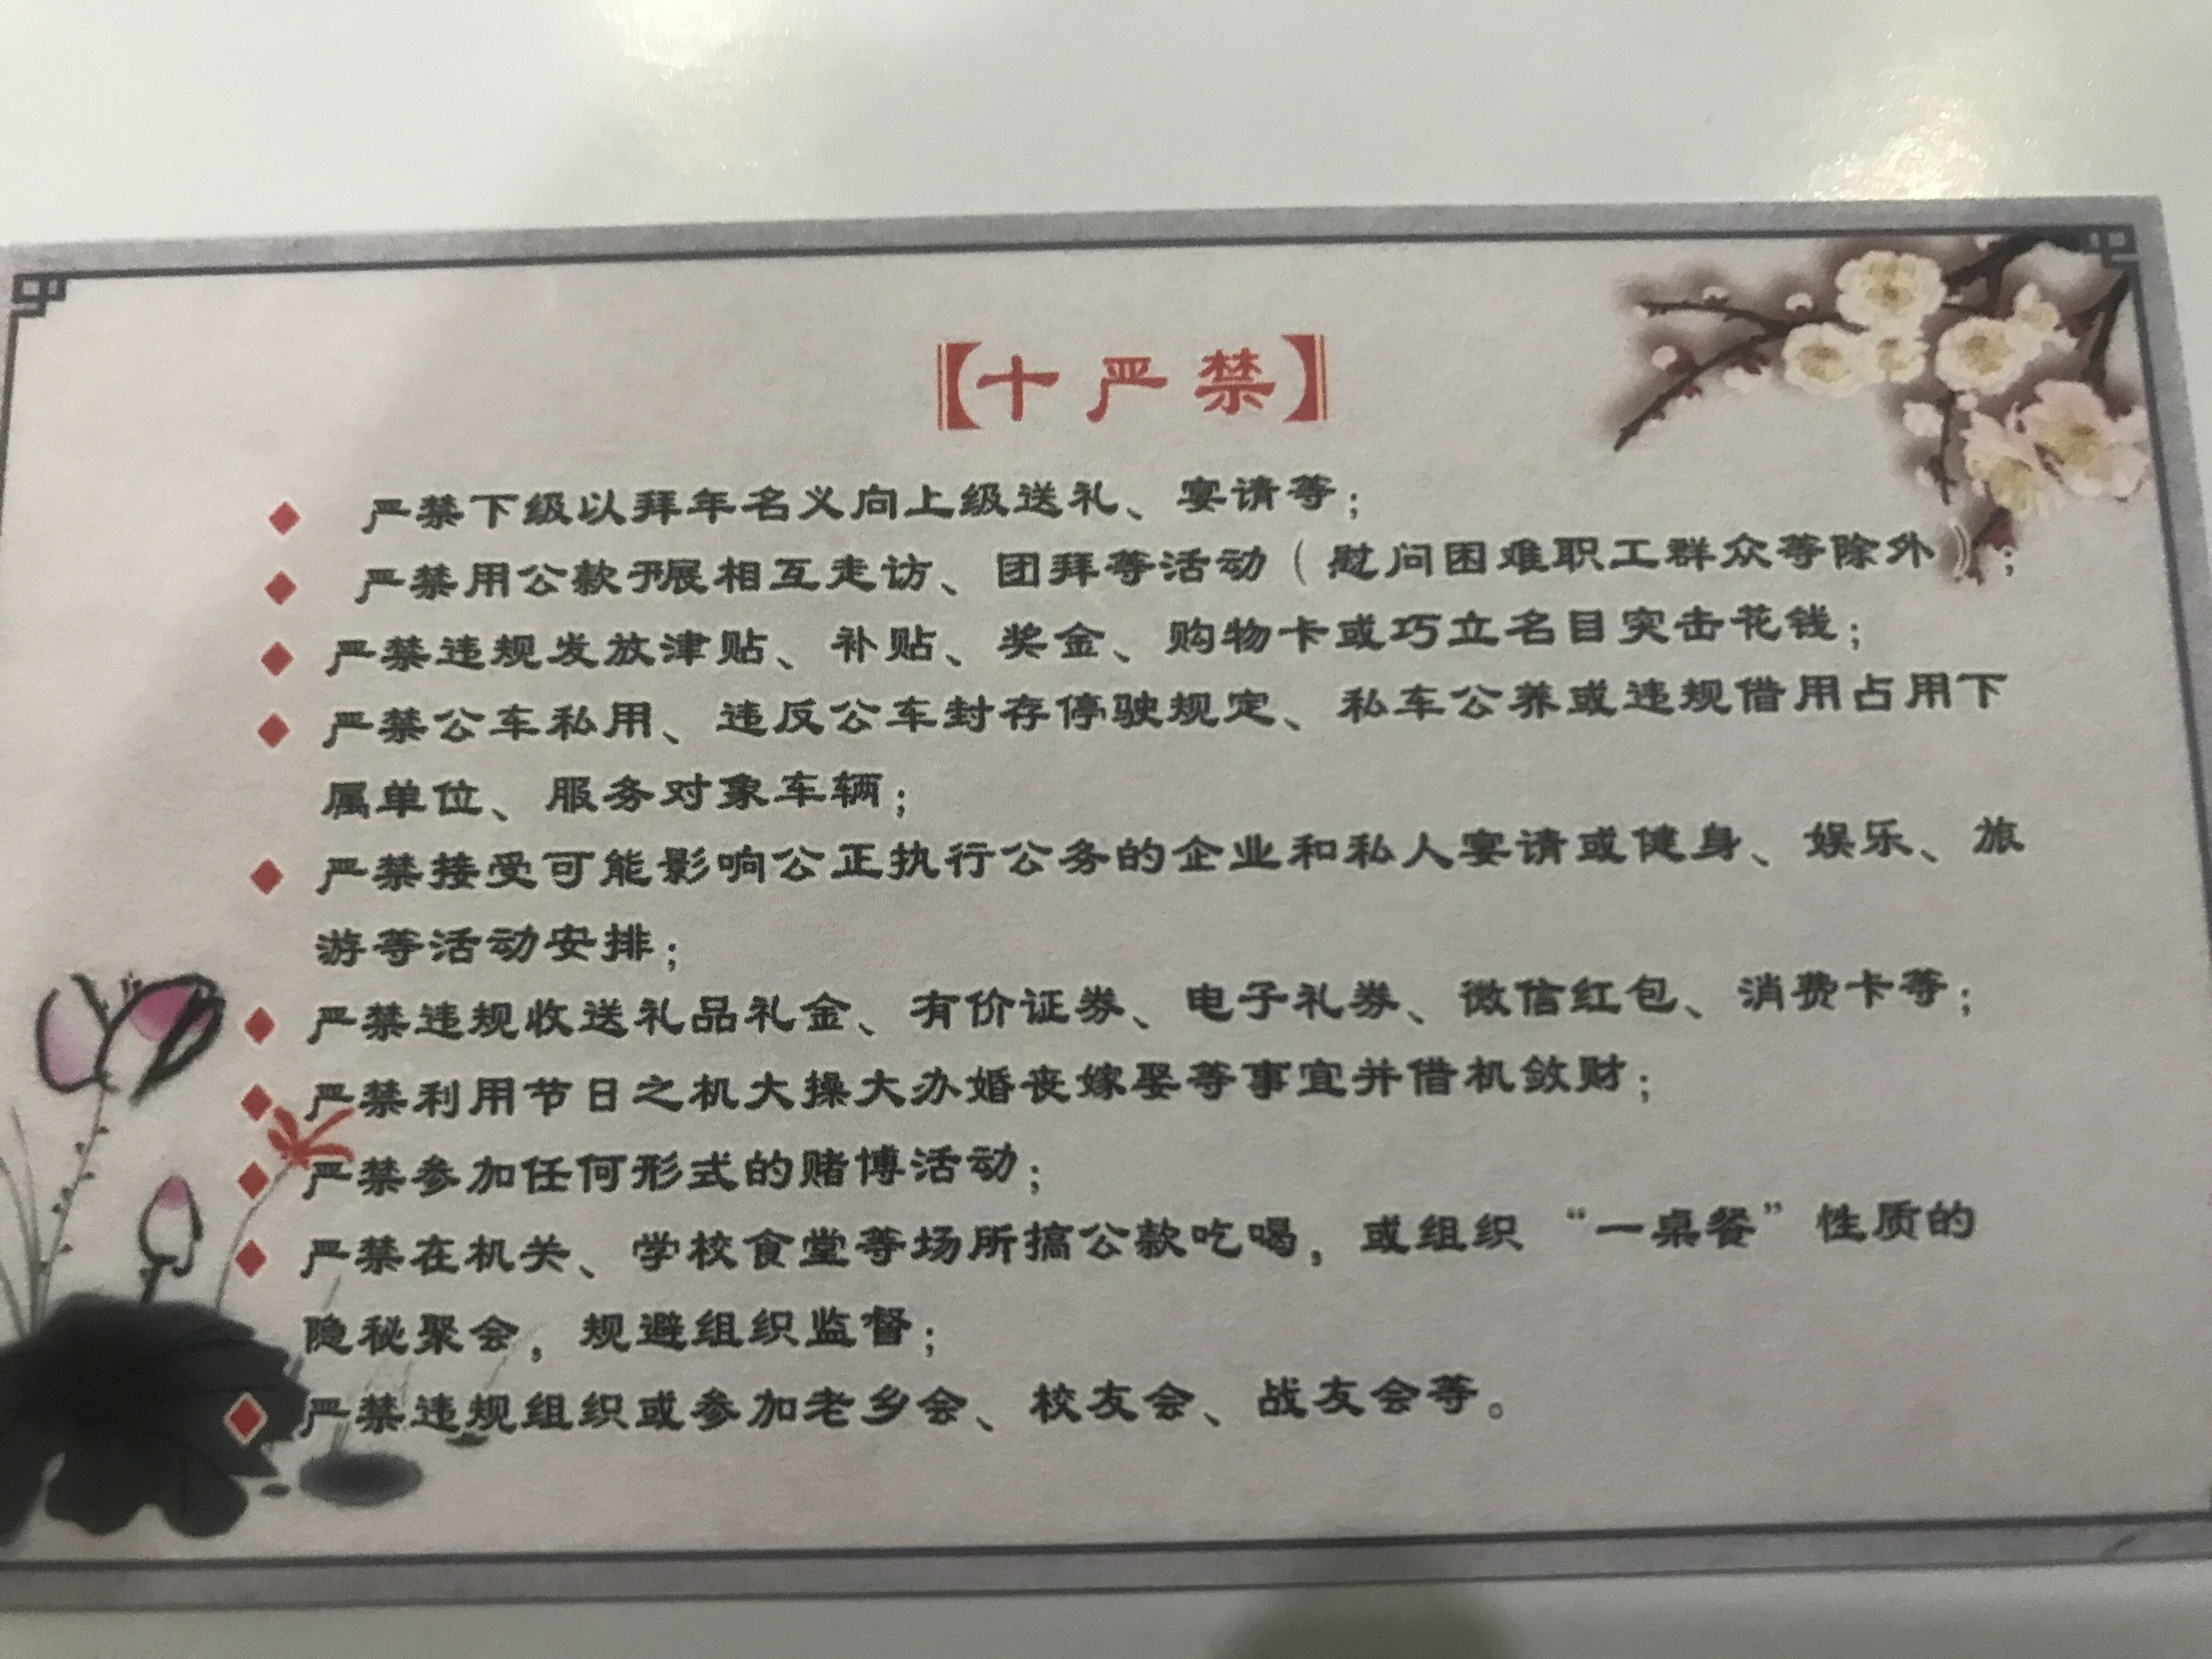 【十严禁】
严禁下级以拜年名义向上级送礼、宴请等；
严禁用公款开展相互走访、团拜等活动（慰问困难职工群众等除外）；
严禁违规发放津贴、补贴、奖金、购物卡或巧立名目突击花钱；
严禁公车私用、违反公车封存停驶规定、私车公养或违规借用占用下
属单位、服务对象车辆；
严禁接受可能影响公正执行公务的企业和私人宴请或健身、娱乐、旅
游等活动安排；
严禁违规收送礼品礼金、有价证券、电子礼券、微信红包、消费卡等；
严禁利用节日之机大操大办婚丧嫁娶等事宜并借机敛财；
严禁参加任何形式的赌博活动；
严禁在机关、学校食堂等场所搞公款吃喝，或组织“一桌餐”性质的
隐秘聚会，规避组织监督；
严禁违规组织或参加老乡会、校友会、战友会等。